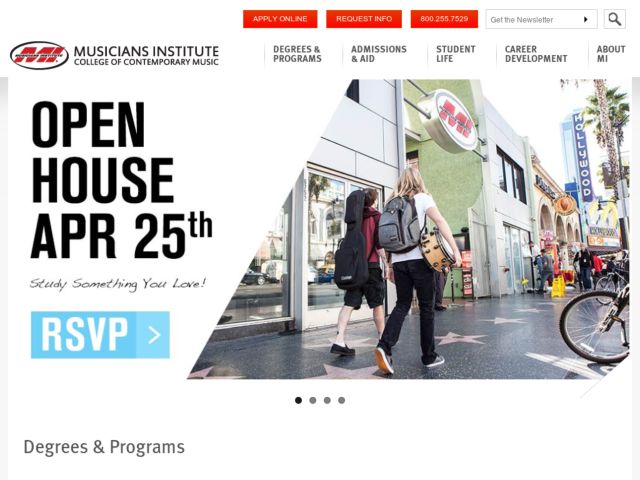 APPLY ONLINE
REQUEST INFO
800.255.7529
Get the Newsletter
MI
MUSICIANS INSTITUTE
COLLEGE OF CONTEMPORARY MUSIC
DEGREES &
PROGRAMS
ADMISSIONS
& AID
STUDENT
LIFE
CAREER
DEVELOPMENT
ABOUT
MI
OPEN
HOUSE
APR 25th
Study Something You Love!
RSVP >
MI
HOLLYWOOD
Degrees & Programs